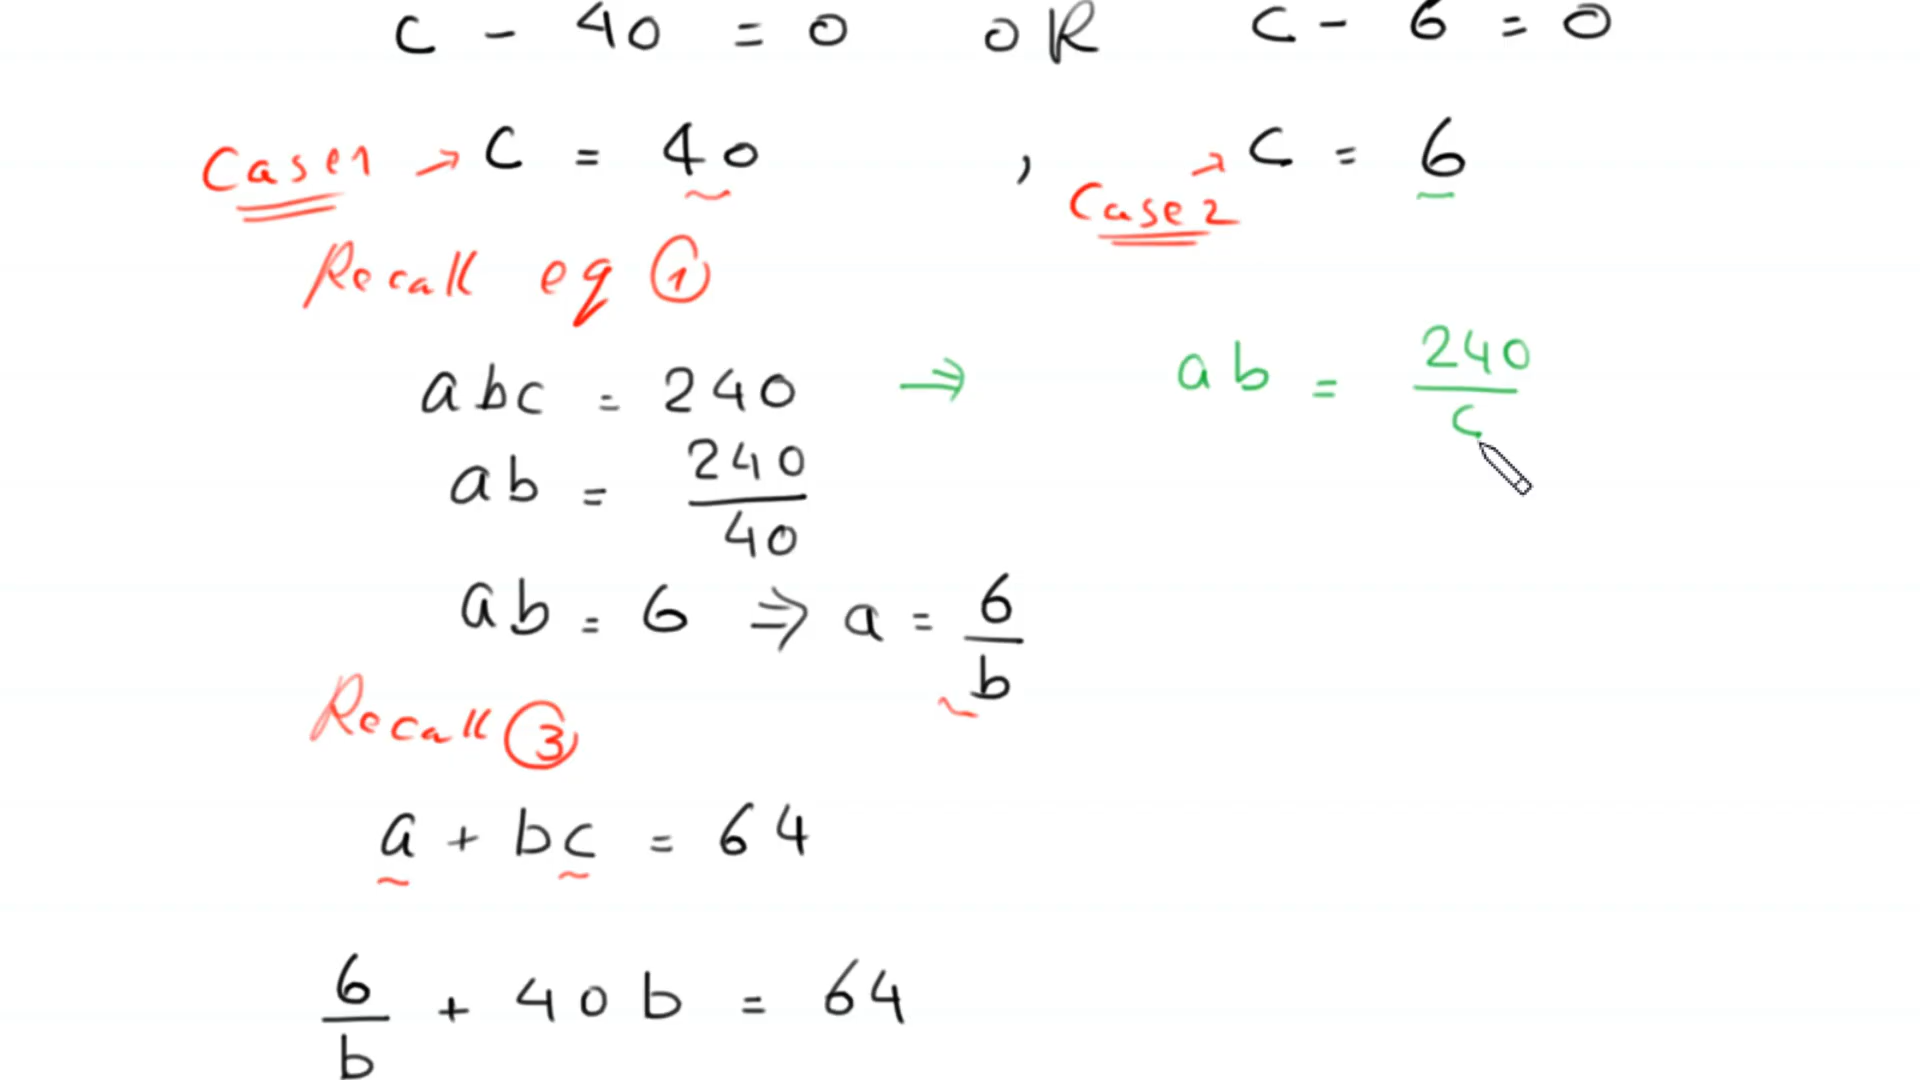 c - 40 = 0 OR c - 6 = 0
Case1 → c = 40 , Case2 → c = 6
Recall eq ①
abc = 240 ⇒ ab = 240/c
ab = 240/40
ab = 6 ⇒ a = 6/b
Recall ③
a + bc = 64
6/b + 40b = 64